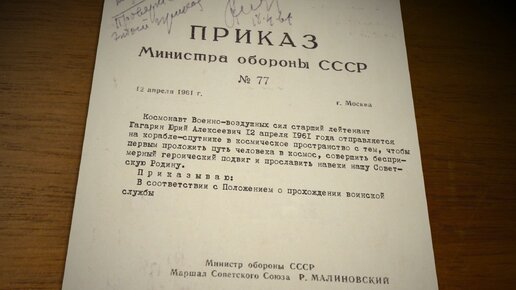 ПРИКАЗ
Министра обороны СССР
№ 77
12 апреля 1961 г.
г. Москва
Космонавт Военно-воздушных сил старший лейтенант
Гагарин Юрий Алексеевич 12 апреля 1961 года отправляется
на корабле-спутнике в космическое пространство с тем, чтобы
первым проложить путь человека в космос, совершить беспри-
мерный героический подвиг и прославить навеки нашу Совет-
скую Родину.
Приказываю:
В соответствии с Положением о прохождении воинской
службы
Министр обороны СССР
Маршал Советского Союза Р. МАЛИНОВСКИЙ